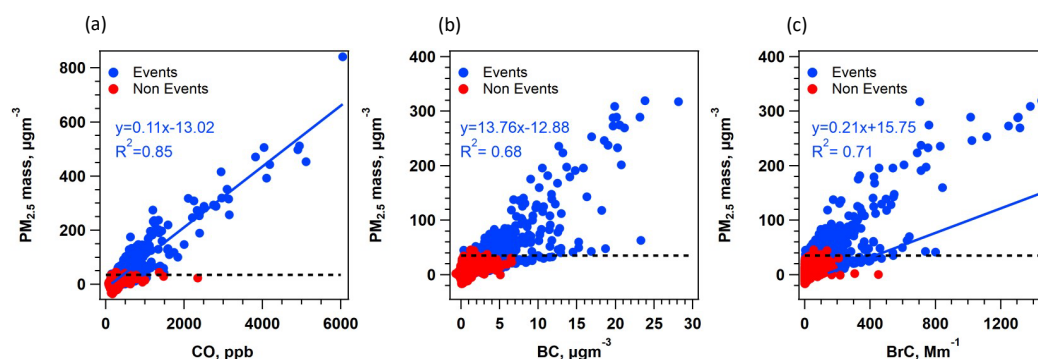 (a)
800
600
400
200
0
PM2.5 mass, µgm-3
Events
Non Events
y=0.11x-13.02
R2=0.85
0 2000 4000 6000
CO, ppb
(b)
400
300
200
100
0
PM2.5 mass, µgm-3
Events
Non Events
y=13.76x-12.88
R2= 0.68
0 5 10 15 20 25 30
BC, µgm-3
(c)
400
300
200
100
0
PM2.5 mass, µgm-3
Events
Non Events
y=0.21x+15.75
R2= 0.71
0 400 800 1200
BrC, Mm-1